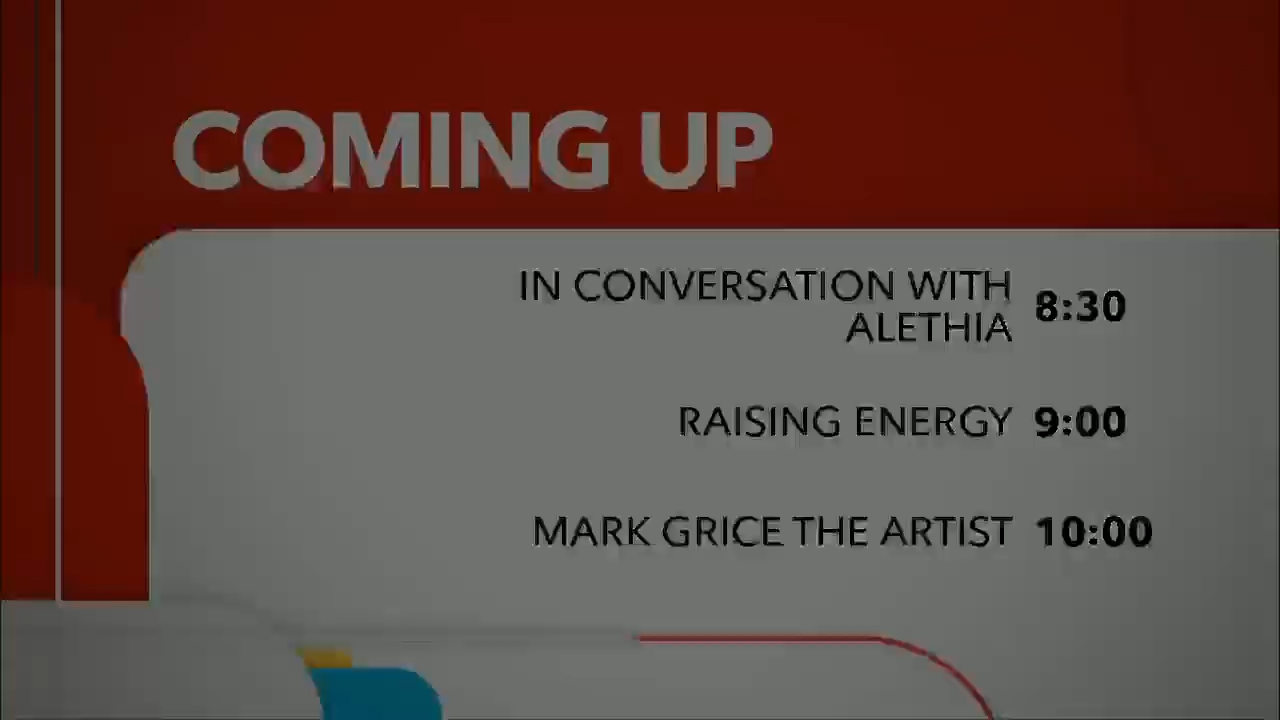 COMING UP
IN CONVERSATION WITH
ALETHIA 8:30
RAISING ENERGY 9:00
MARK GRICE THE ARTIST 10:00